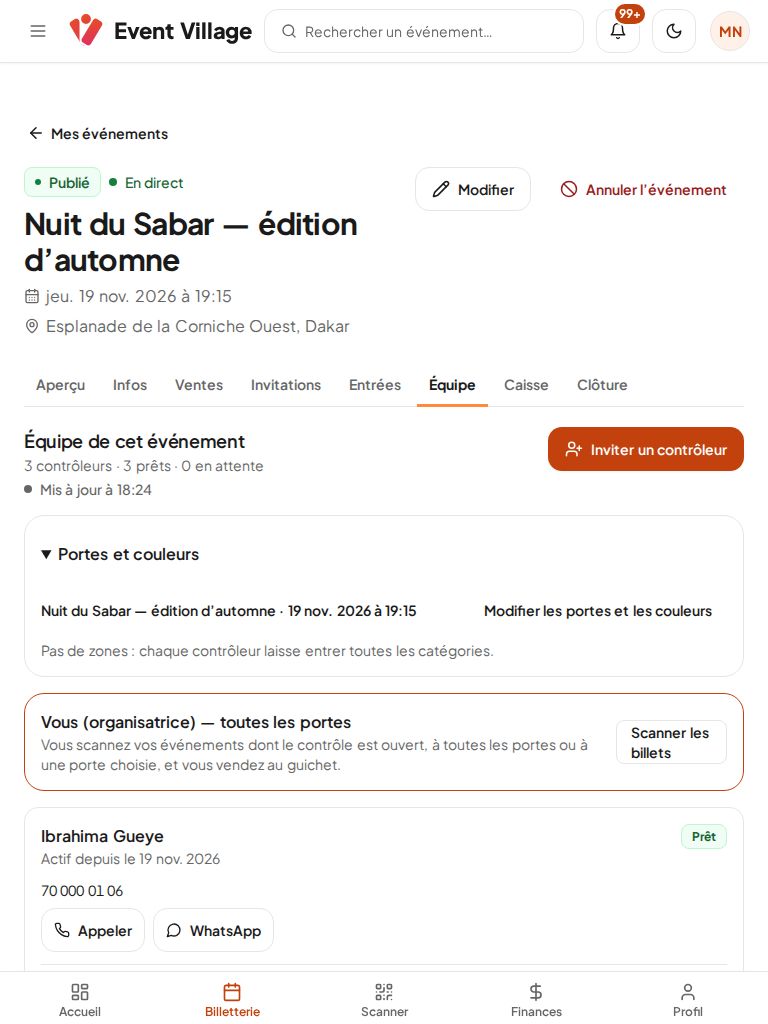 Event Village
Rechercher un événement…
99+
MN
Mes événements
Publié
En direct
Modifier
Annuler l’événement
Nuit du Sabar — édition
d’automne
jeu. 19 nov. 2026 à 19:15
Esplanade de la Corniche Ouest, Dakar
Aperçu Infos Ventes Invitations Entrées Équipe Caisse Clôture
Équipe de cet événement
3 contrôleurs · 3 prêts · 0 en attente
Mis à jour à 18:24
Inviter un contrôleur
Portes et couleurs
Nuit du Sabar — édition d’automne · 19 nov. 2026 à 19:15
Modifier les portes et les couleurs
Pas de zones : chaque contrôleur laisse entrer toutes les catégories.
Vous (organisatrice) — toutes les portes
Vous scannez vos événements dont le contrôle est ouvert, à toutes les portes ou à
une porte choisie, et vous vendez au guichet.
Scanner les
billets
Ibrahima Gueye
Prêt
Actif depuis le 19 nov. 2026
70 000 01 06
Appeler
WhatsApp
Accueil Billetterie Scanner Finances Profil